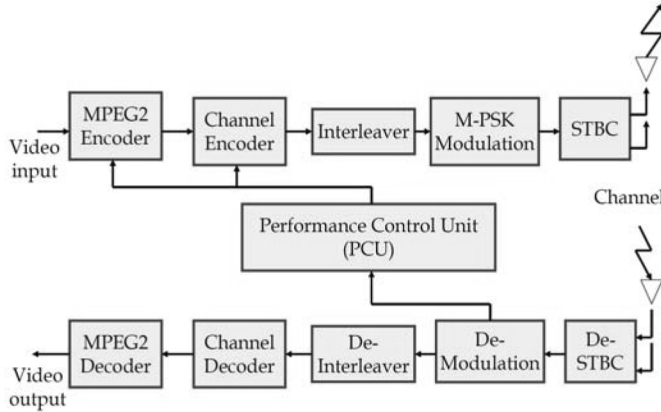 MPEG2
Encoder
Channel
Encoder
Interleaver
M-PSK
Modulation
STBC
Video
input
Channel
Performance Control Unit
(PCU)
MPEG2
Decoder
Channel
Decoder
De-
Interleaver
De-
Modulation
De-
STBC
Video
output